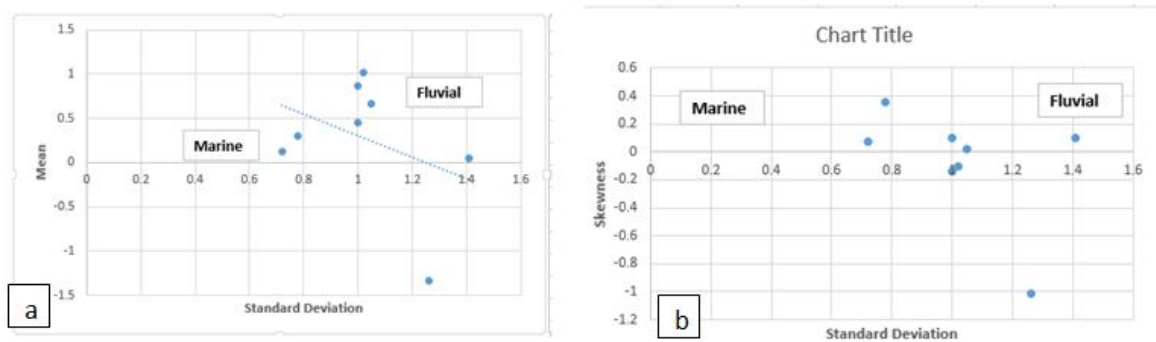 1.5
1
0.5
0
-0.5
-1
-1.5
0 0.2 0.4 0.6 0.8 1 1.2 1.4 1.6
Mean
Standard Deviation
Marine
Fluvial
a
Chart Title
0.6
0.4
0.2
0
-0.2
-0.4
-0.6
-0.8
-1
-1.2
0 0.2 0.4 0.6 0.8 1 1.2 1.4 1.6
Skewness
Standard Deviation
Marine
Fluvial
b